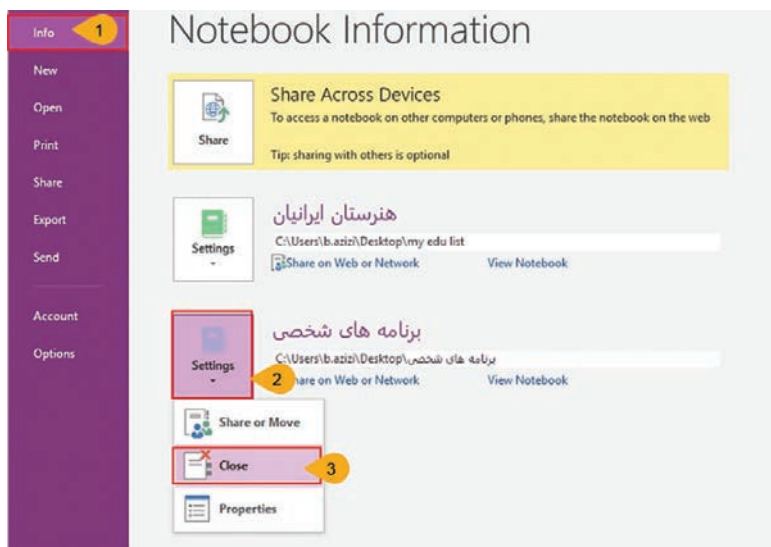 Info
1
New
Open
Print
Share
Export
Send
Account
Options
Notebook Information
Share
Share Across Devices
To access a notebook on other computers or phones, share the notebook on the web
Tip: sharing with others is optional
Settings
هنرستان ایرانیان
C:\Users\b.azizi\Desktop\my edu list
Share on Web or Network View Notebook
Settings
2
برنامه های شخصی
C:\Users\b.azizi\Desktop\برنامه های شخصی
hare on Web or Network View Notebook
Share or Move
Close
3
Properties